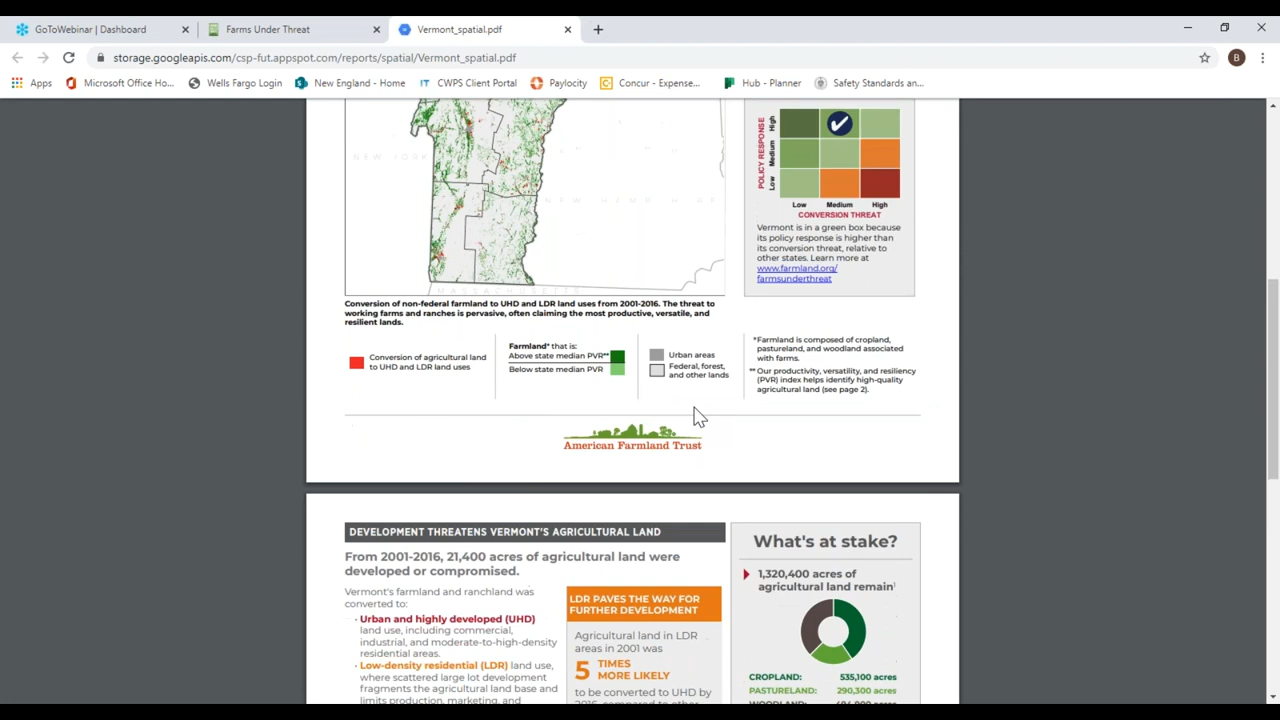 GoToWebinar | Dashboard
Farms Under Threat
Vermont_spatial.pdf
storage.googleapis.com/csp-fut.appspot.com/reports/spatial/Vermont_spatial.pdf
B
Apps
Microsoft Office Ho...
Wells Fargo Login
New England - Home
IT CWPS Client Portal
Paylocity
Concur - Expense...
Hub - Planner
Safety Standards an...
NEW YORK
MASSACHUSETTS
POLICY RESPONSE
High
Medium
Low
Low Medium High
CONVERSION THREAT
Vermont is in a green box because
its policy response is higher than
its conversion threat, relative to
other states. Learn more at
www.farmland.org/
farmsunderthreat
Conversion of non-federal farmland to UHD and LDR land uses from 2001-2016. The threat to
working farms and ranches is pervasive, often claiming the most productive, versatile, and
resilient lands.
Conversion of agricultural land
to UHD and LDR land uses
Farmland* that is:
Above state median PVR**
Below state median PVR
Urban areas
Federal, forest,
and other lands
*Farmland is composed of cropland,
pastureland, and woodland associated
with farms.
** Our productivity, versatility, and resiliency
(PVR) index helps identify high-quality
agricultural land (see page 2).
American Farmland Trust
DEVELOPMENT THREATENS VERMONT'S AGRICULTURAL LAND
From 2001-2016, 21,400 acres of agricultural land were
developed or compromised.
Vermont's farmland and ranchland was
converted to:
· Urban and highly developed (UHD)
land use, including commercial,
industrial, and moderate-to-high-density
residential areas.
· Low-density residential (LDR) land use,
where scattered large lot development
fragments the agricultural land base and
limits production, marketing, and
LDR PAVES THE WAY FOR
FURTHER DEVELOPMENT
Agricultural land in LDR
areas in 2001 was
5 TIMES
MORE LIKELY
to be converted to UHD by
2016, compared to other
What's at stake?
1,320,400 acres of
agricultural land remain¹
CROPLAND: 535,100 acres
PASTURELAND: 290,300 acres